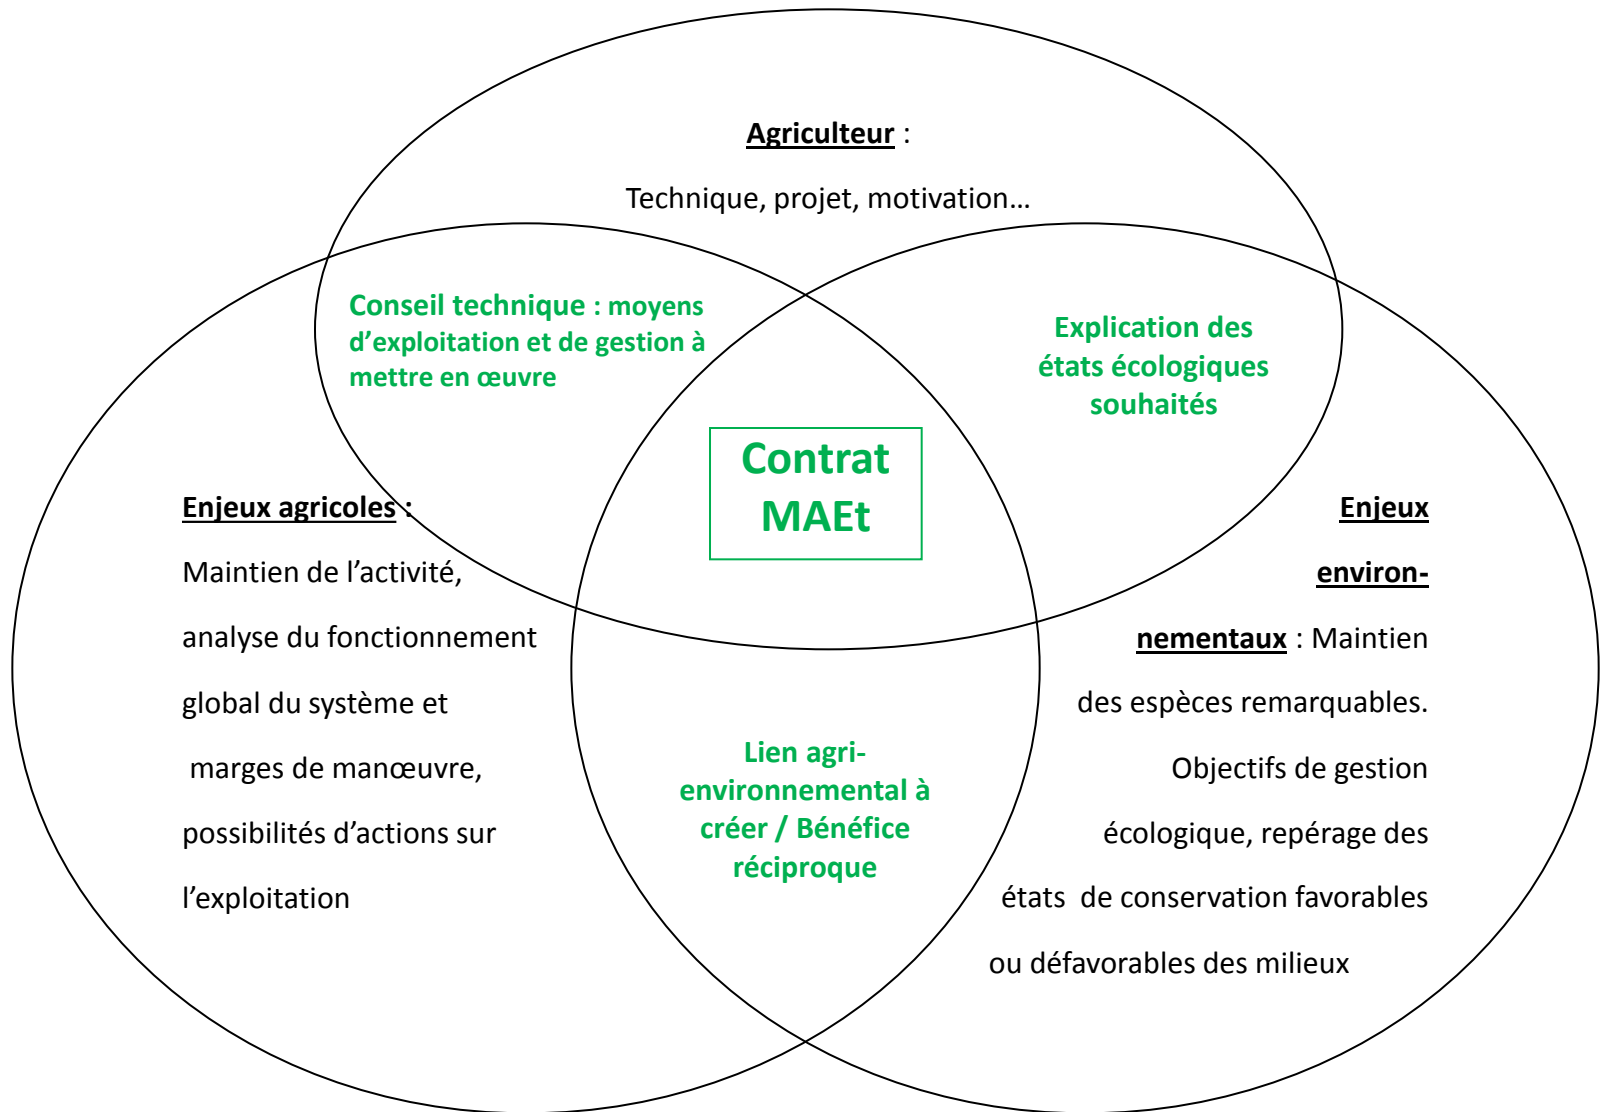 Agriculteur :
Technique, projet, motivation…
Conseil technique : moyens
d’exploitation et de gestion à
mettre en œuvre
Explication des
états écologiques
souhaités
Contrat
MAEt
Enjeux agricoles :
Maintien de l’activité,
analyse du fonctionnement
global du système et
marges de manœuvre,
possibilités d’actions sur
l’exploitation
Enjeux
environ-
nementaux : Maintien
des espèces remarquables.
Objectifs de gestion
écologique, repérage des
états de conservation favorables
ou défavorables des milieux
Lien agri-
environnemental à
créer / Bénéfice
réciproque